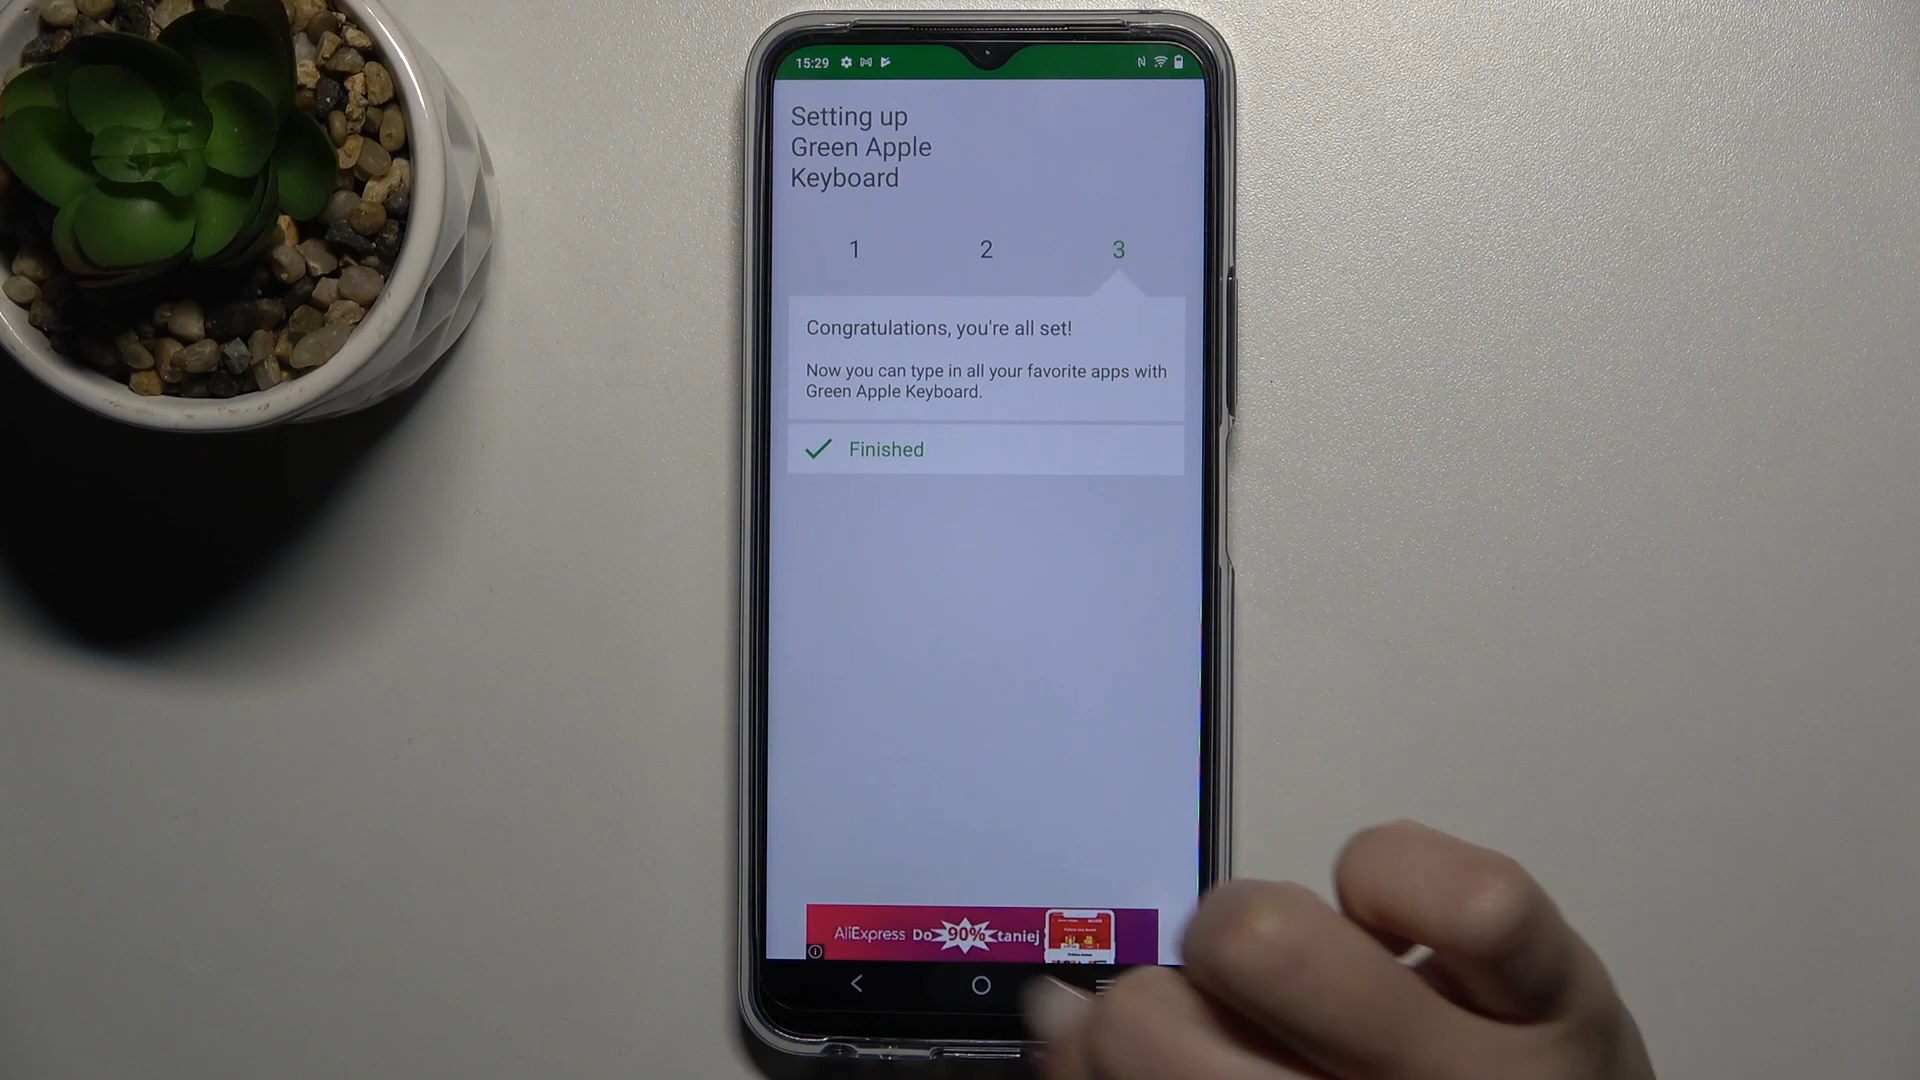 15:29
Setting up
Green Apple
Keyboard
1 2 3
Congratulations, you're all set!
Now you can type in all your favorite apps with
Green Apple Keyboard.
Finished
AliExpress Do 90% taniej